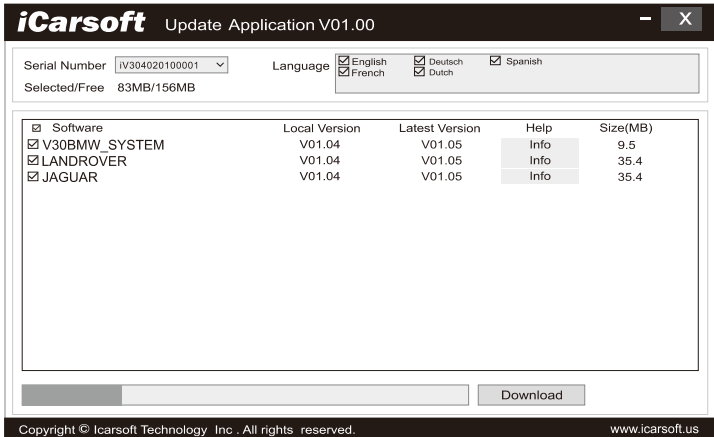 iCarsoft Update Application V01.00 – X
Serial Number iV304020100001 Language English Deutsch Spanish
French Dutch
Selected/Free 83MB/156MB
Software Local Version Latest Version Help Size(MB)
V30BMW_SYSTEM V01.04 V01.05 Info 9.5
LANDROVER V01.04 V01.05 Info 35.4
JAGUAR V01.04 V01.05 Info 35.4
Download
Copyright © Icarsoft Technology Inc . All rights reserved. www.icarsoft.us